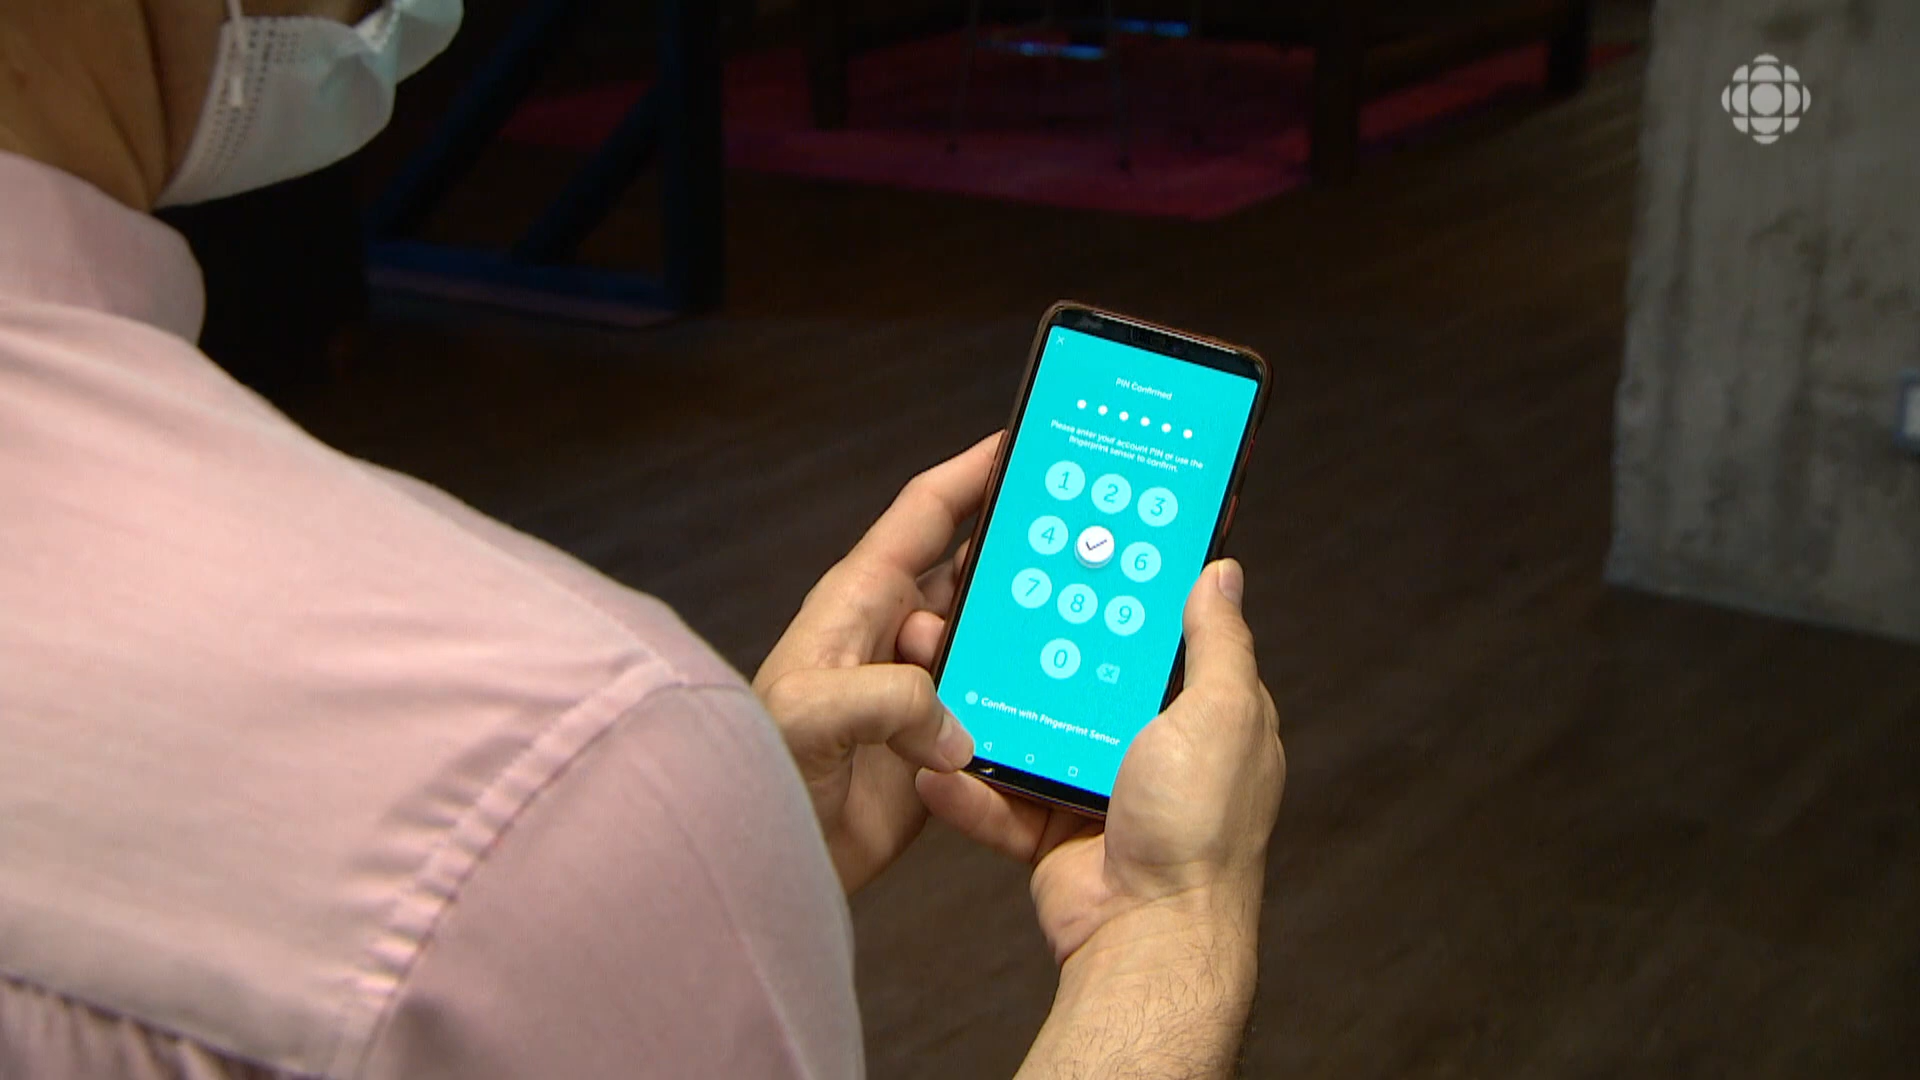 PIN Confirmed
Please enter your account PIN or use the
fingerprint sensor to confirm.
1 2 3
4 6
7 8 9
0
Confirm with Fingerprint Sensor